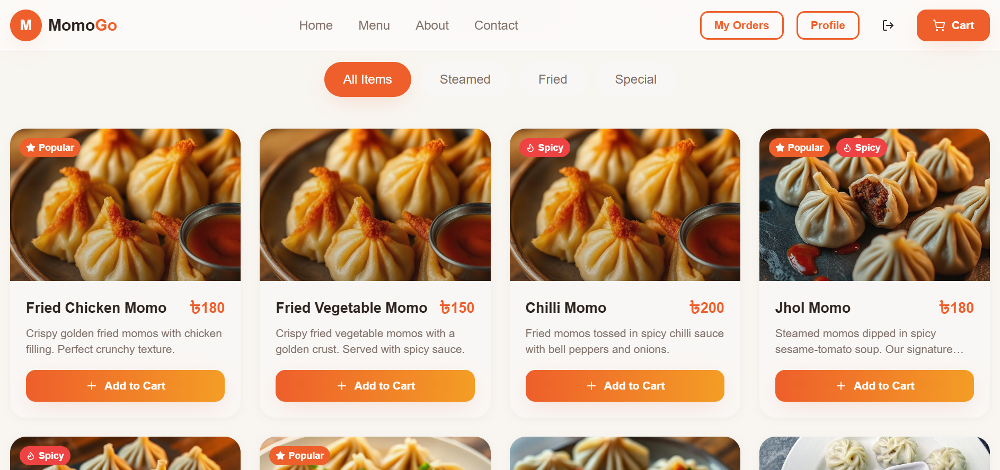 M MomoGo
Home Menu About Contact
My Orders Profile Cart
All Items Steamed Fried Special
Popular
Spicy
Popular Spicy
Fried Chicken Momo ৳180
Crispy golden fried momos with chicken
filling. Perfect crunchy texture.
+ Add to Cart
Fried Vegetable Momo ৳150
Crispy fried vegetable momos with a
golden crust. Served with spicy sauce.
+ Add to Cart
Chilli Momo ৳200
Fried momos tossed in spicy chilli sauce
with bell peppers and onions.
+ Add to Cart
Jhol Momo ৳180
Steamed momos dipped in spicy
sesame-tomato soup. Our signature…
+ Add to Cart
Spicy
Popular